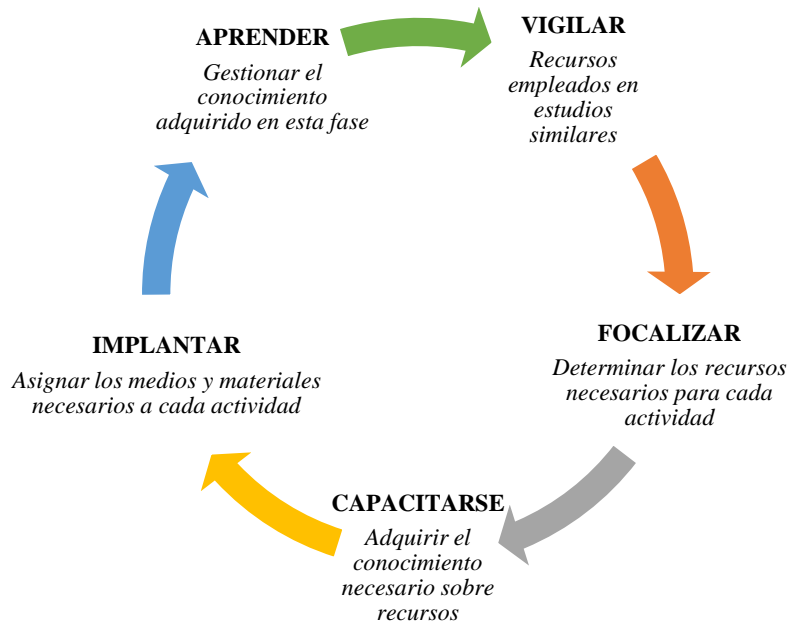 APRENDER
Gestionar el
conocimiento
adquirido en esta fase
VIGILAR
Recursos
empleados en
estudios
similares
FOCALIZAR
Determinar los recursos
necesarios para cada
actividad
CAPACITARSE
Adquirir el
conocimiento
necesario sobre
recursos
IMPLANTAR
Asignar los medios y materiales
necesarios a cada actividad